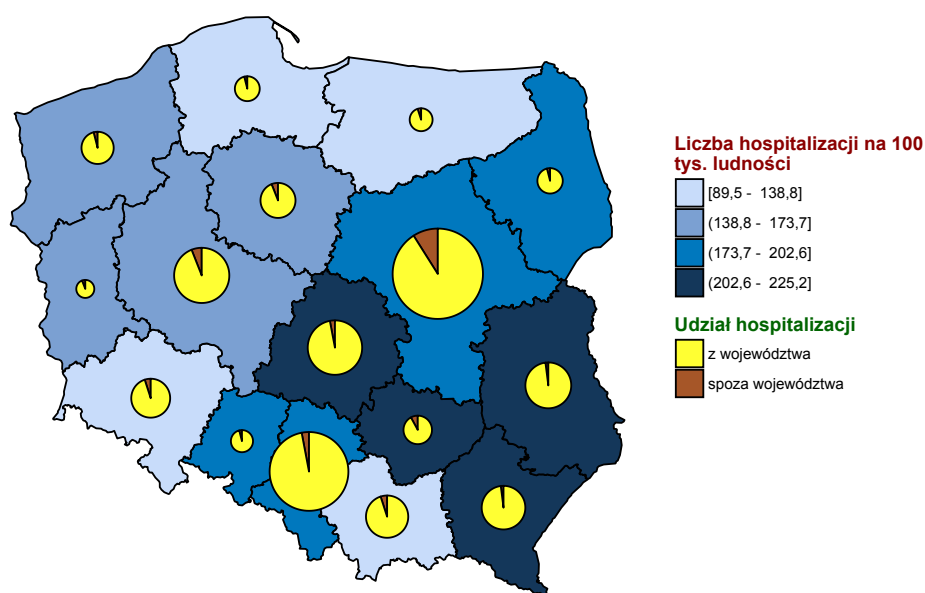 Liczba hospitalizacji na 100
tys. ludności
[89,5 - 138,8]
(138,8 - 173,7]
(173,7 - 202,6]
(202,6 - 225,2]
Udział hospitalizacji
z województwa
spoza województwa